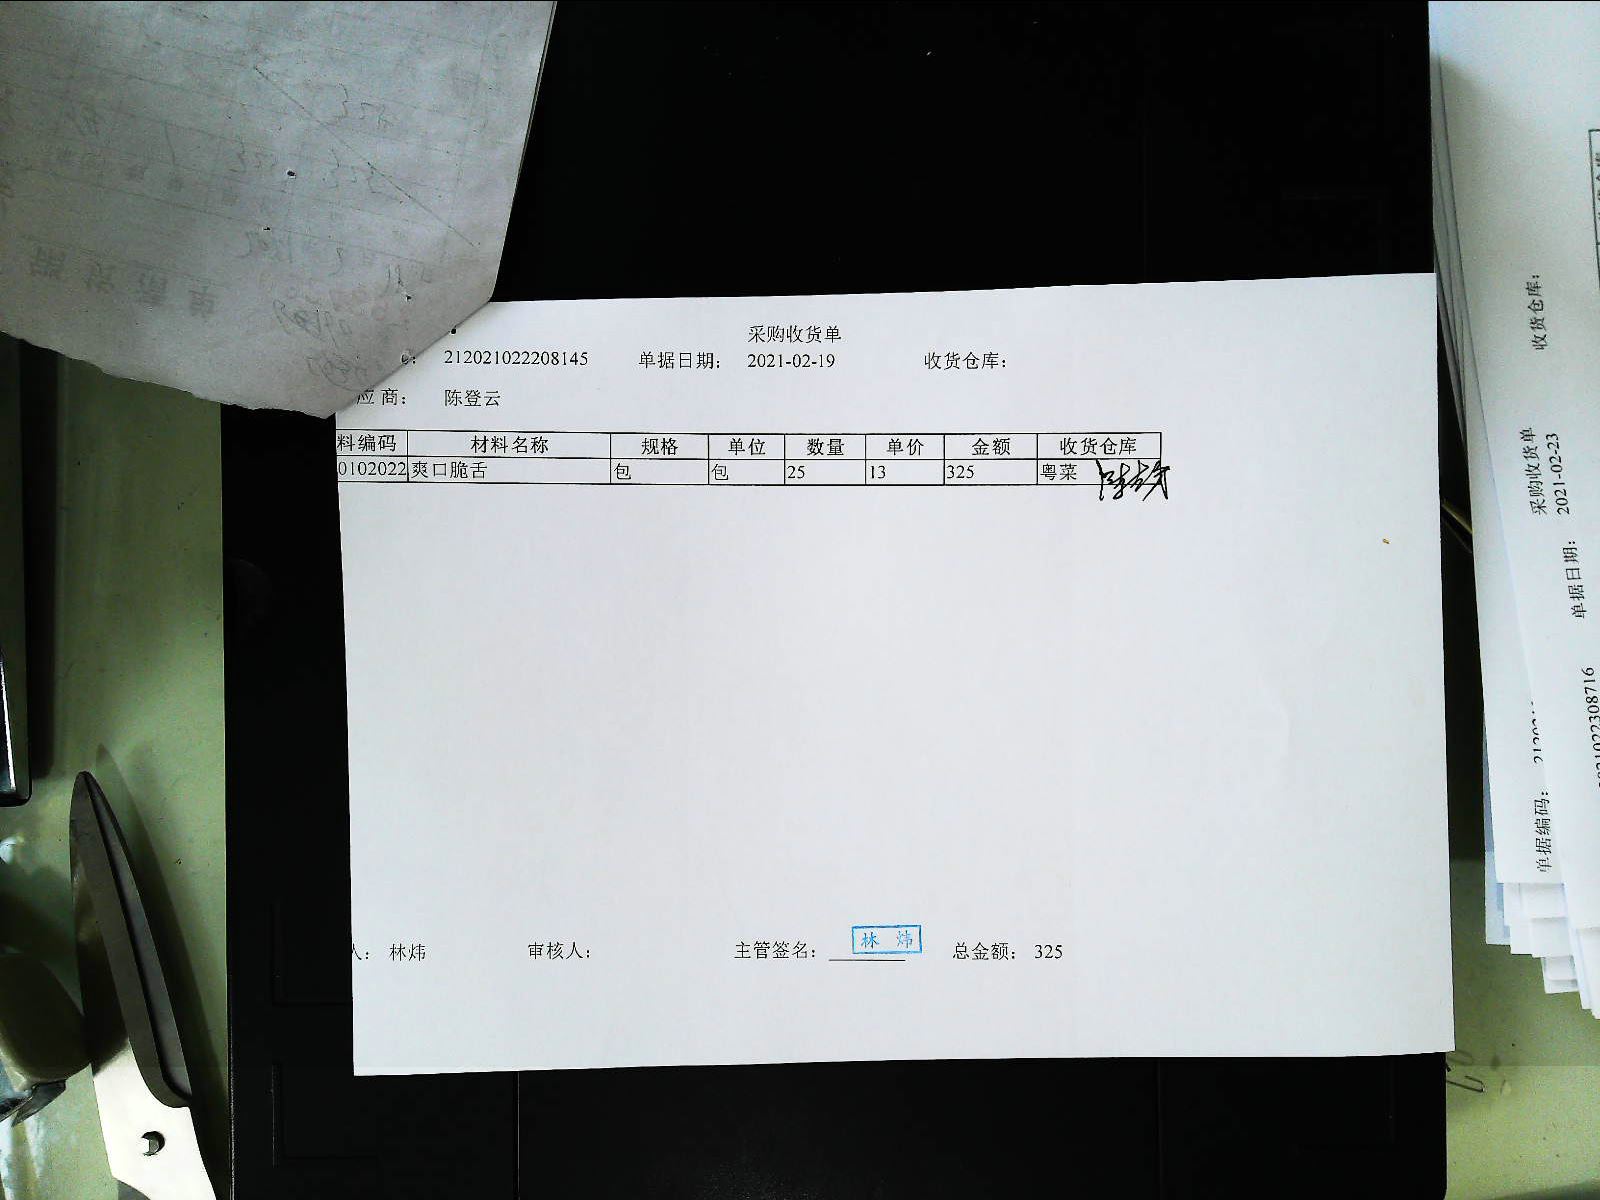 采购收货单
212021022208145 单据日期: 2021-02-19 收货仓库:
应商: 陈登云
料编码 材料名称 规格 单位 数量 单价 金额 收货仓库
0102022 爽口脆舌 包 包 25 13 325 粤菜
人: 林炜 审核人: 主管签名: 林 炜 总金额: 325
采购收货单
2021-02-23
收货仓库:
单据日期:
单据编码:
325
325